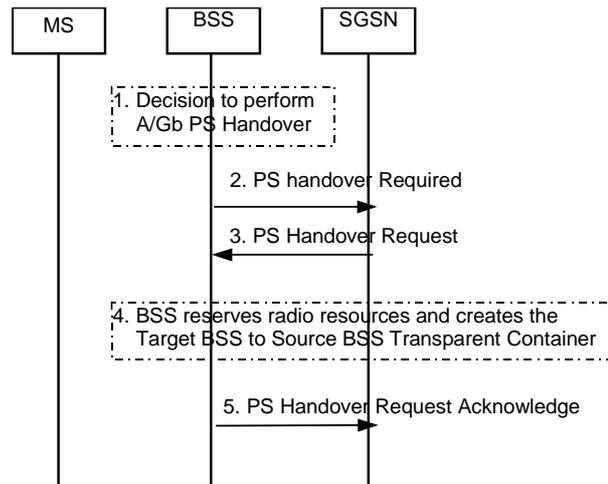 MS
BSS
SGSN
1. Decision to perform
A/Gb PS Handover
2. PS handover Required
3. PS Handover Request
4. BSS reserves radio resources and creates the
Target BSS to Source BSS Transparent Container
5. PS Handover Request Acknowledge